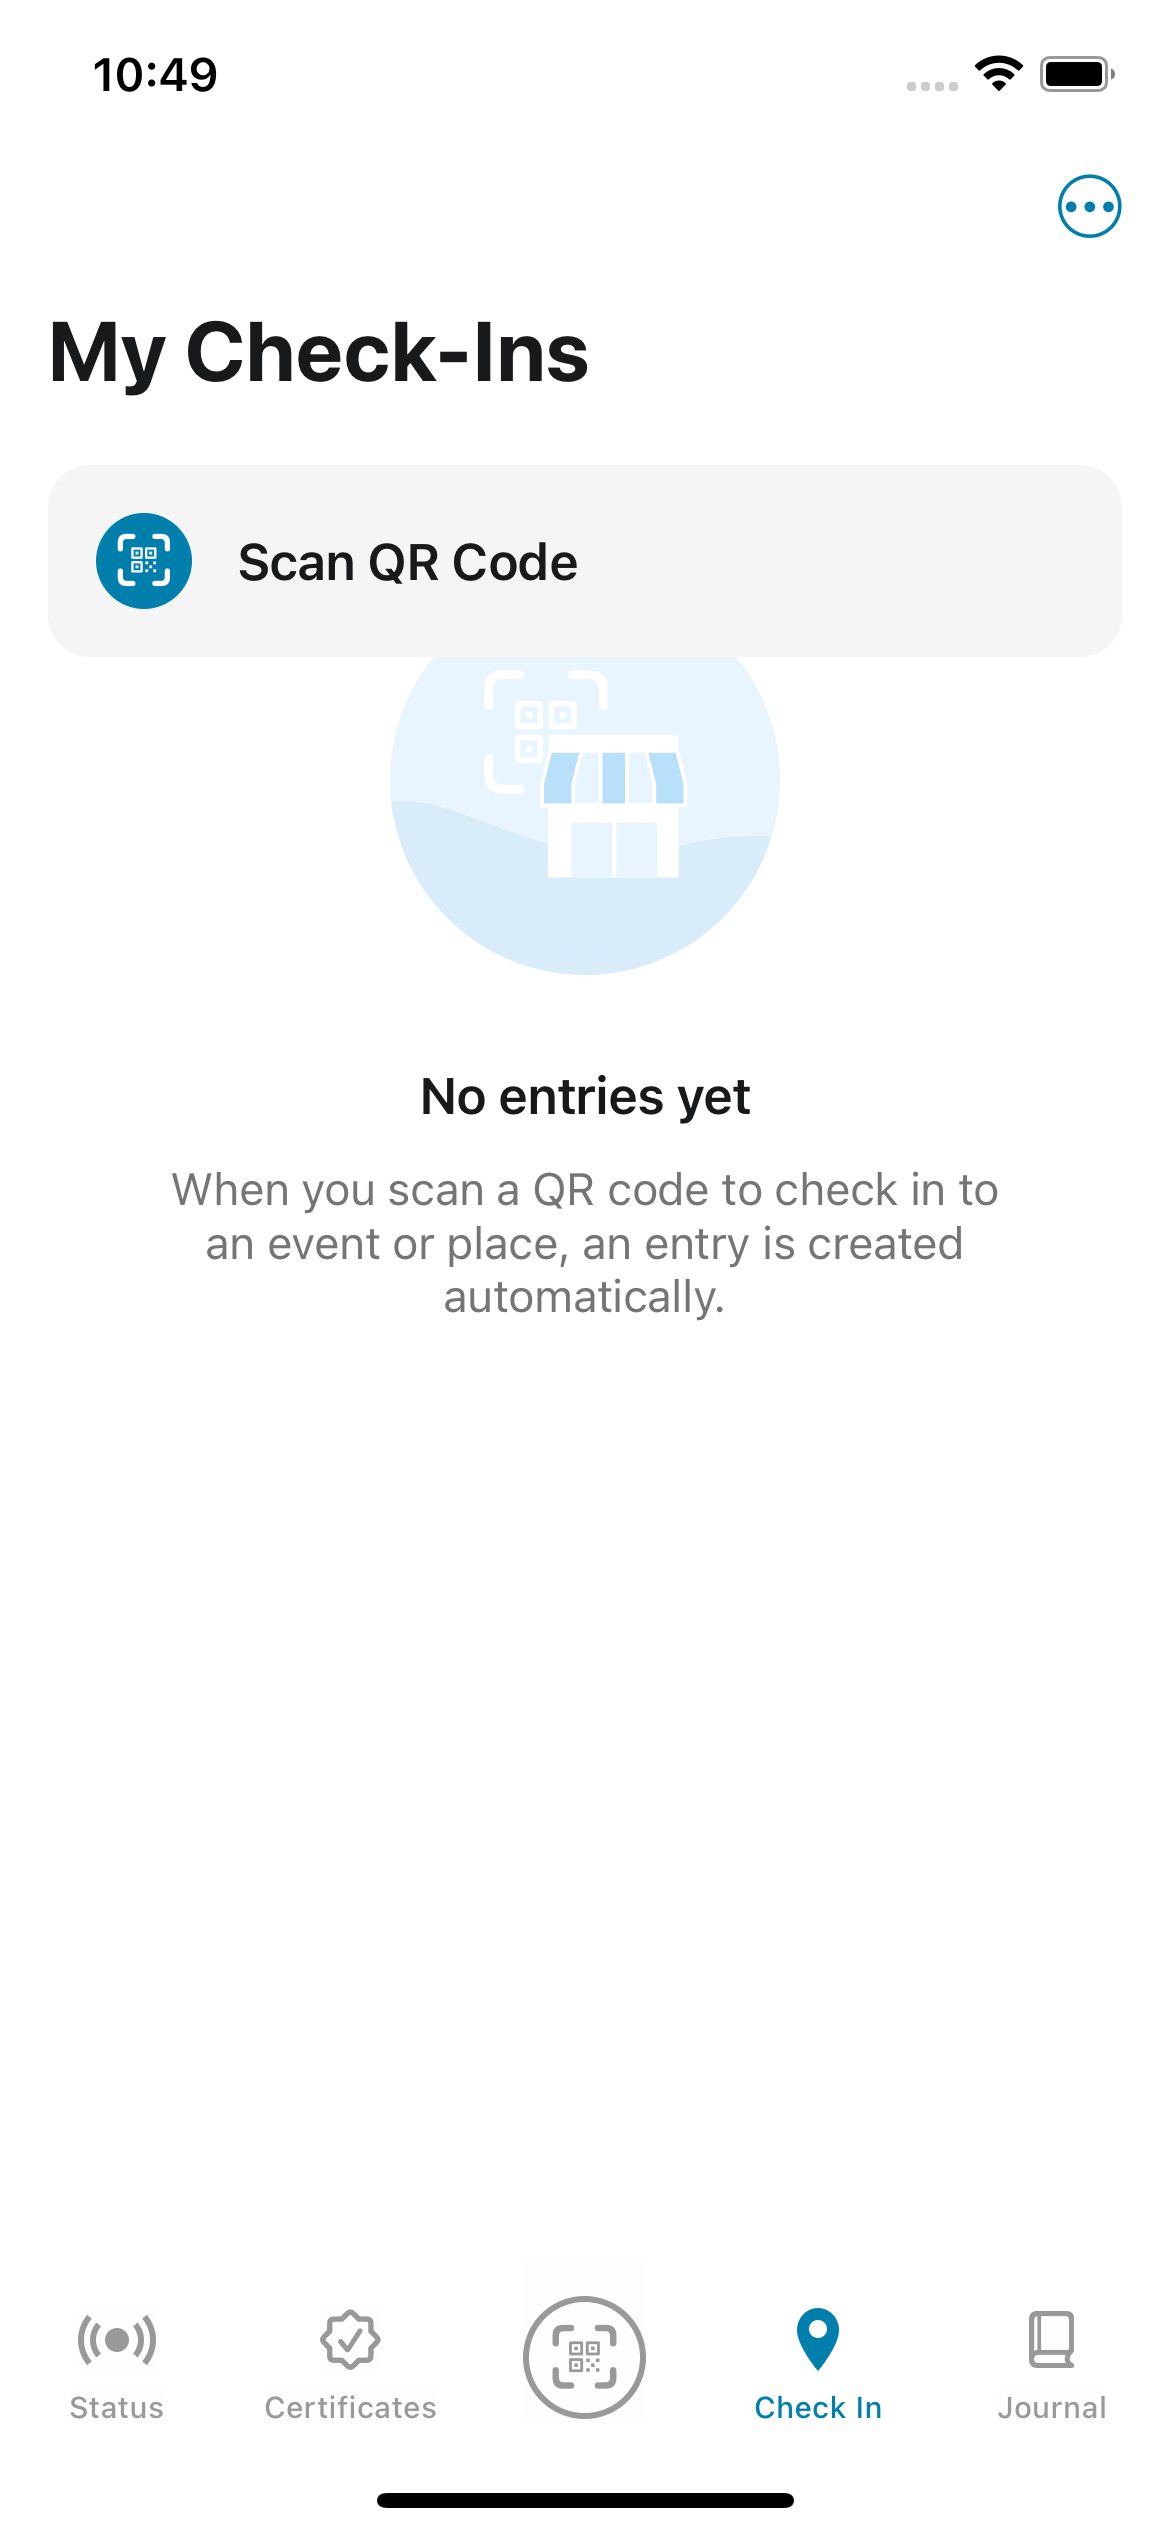 10:49
My Check-Ins
Scan QR Code
No entries yet
When you scan a QR code to check in to
an event or place, an entry is created
automatically.
Status
Certificates
Check In
Journal